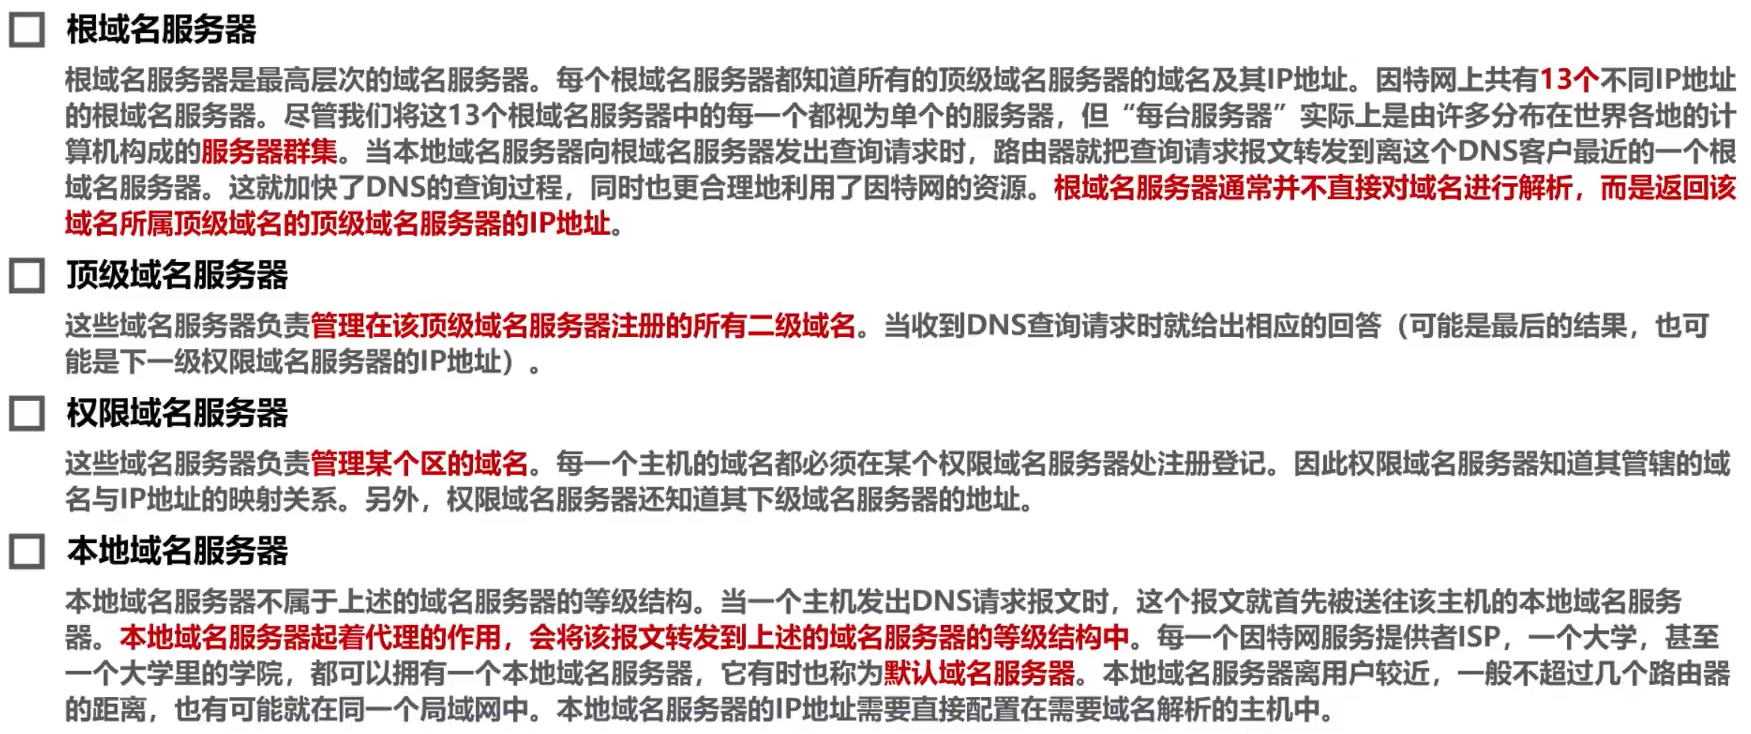 根域名服务器
根域名服务器是最高层次的域名服务器。每个根域名服务器都知道所有的顶级域名服务器的域名及其IP地址。因特网上共有13个不同IP地址
的根域名服务器。尽管我们将这13个根域名服务器中的每一个都视为单个的服务器，但“每台服务器”实际上是由许多分布在世界各地的计
算机构成的服务器群集。当本地域名服务器向根域名服务器发出查询请求时，路由器就把查询请求报文转发到离这个DNS客户最近的一个根
域名服务器。这就加快了DNS的查询过程，同时也更合理地利用了因特网的资源。根域名服务器通常并不直接对域名进行解析，而是返回该
域名所属顶级域名的顶级域名服务器的IP地址。
顶级域名服务器
这些域名服务器负责管理在该顶级域名服务器注册的所有二级域名。当收到DNS查询请求时就给出相应的回答（可能是最后的结果，也可
能是下一级权限域名服务器的IP地址）。
权限域名服务器
这些域名服务器负责管理某个区的域名。每一个主机的域名都必须在某个权限域名服务器处注册登记。因此权限域名服务器知道其管辖的域
名与IP地址的映射关系。另外，权限域名服务器还知道其下级域名服务器的地址。
本地域名服务器
本地域名服务器不属于上述的域名服务器的等级结构。当一个主机发出DNS请求报文时，这个报文就首先被送往该主机的本地域名服务
器。本地域名服务器起着代理的作用，会将该报文转发到上述的域名服务器的等级结构中。每一个因特网服务提供者ISP，一个大学，甚至
一个大学里的学院，都可以拥有一个本地域名服务器，它有时也称为默认域名服务器。本地域名服务器离用户较近，一般不超过几个路由器
的距离，也有可能就在同一个局域网中。本地域名服务器的IP地址需要直接配置在需要域名解析的主机中。